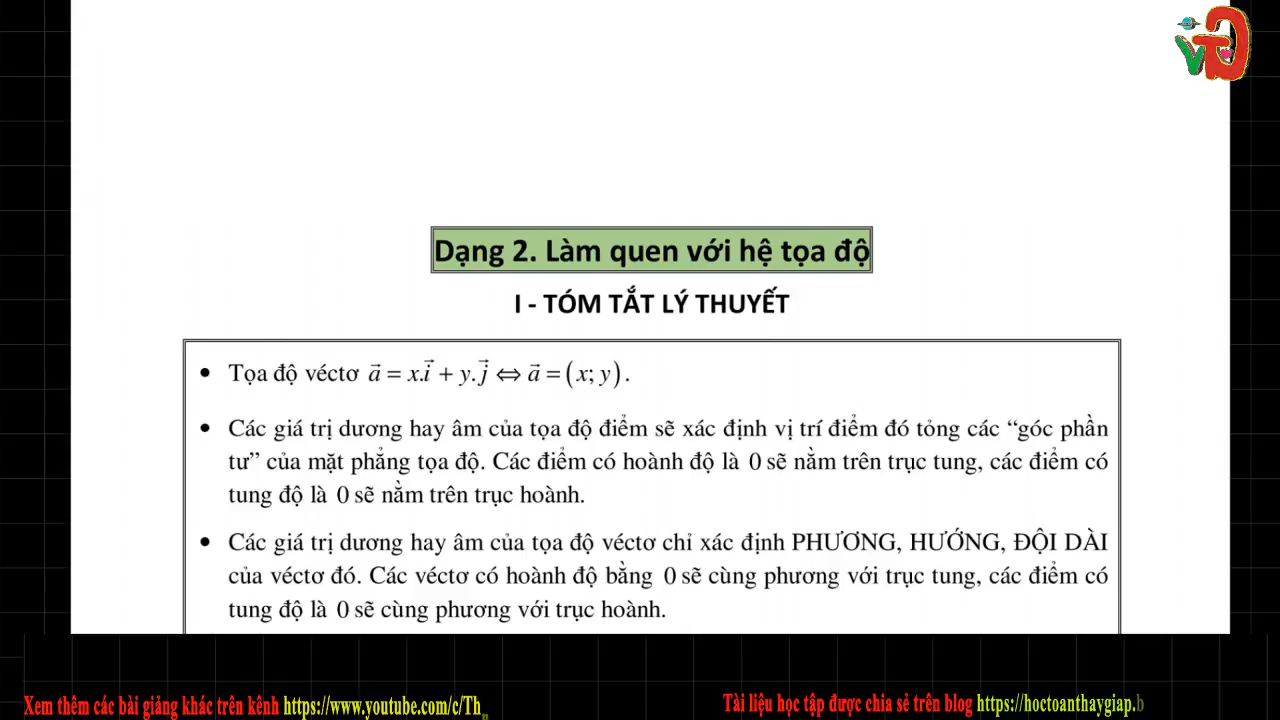 Dạng 2. Làm quen với hệ tọa độ
I - TÓM TẮT LÝ THUYẾT
• Tọa độ véctơ $\vec{a} = x.\vec{i} + y.\vec{j} \Leftrightarrow \vec{a} = (x; y)$.
• Các giá trị dương hay âm của tọa độ điểm sẽ xác định vị trí điểm đó tỏng các “góc phần
tư” của mặt phẳng tọa độ. Các điểm có hoành độ là 0 sẽ nằm trên trục tung, các điểm có
tung độ là 0 sẽ nằm trên trục hoành.
• Các giá trị dương hay âm của tọa độ véctơ chỉ xác định PHƯƠNG, HƯỚNG, ĐỘI DÀI
của véctơ đó. Các véctơ có hoành độ bằng 0 sẽ cùng phương với trục tung, các điểm có
tung độ là 0 sẽ cùng phương với trục hoành.
Xem thêm các bài giảng khác trên kênh https://www.youtube.com/c/Th
Tài liệu học tập được chia sẻ trên blog https://hoctoanthaygiap.b